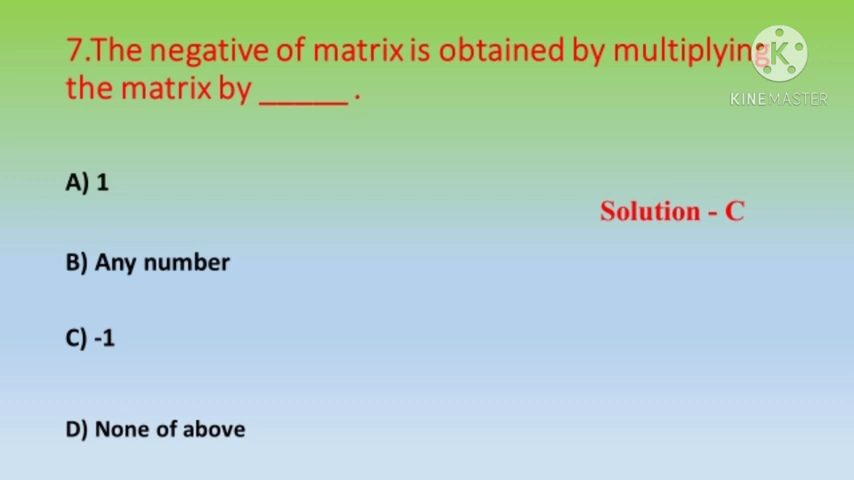 7.The negative of matrix is obtained by multiplying
the matrix by _____ .
KINEMASTER
A) 1
Solution - C
B) Any number
C) -1
D) None of above